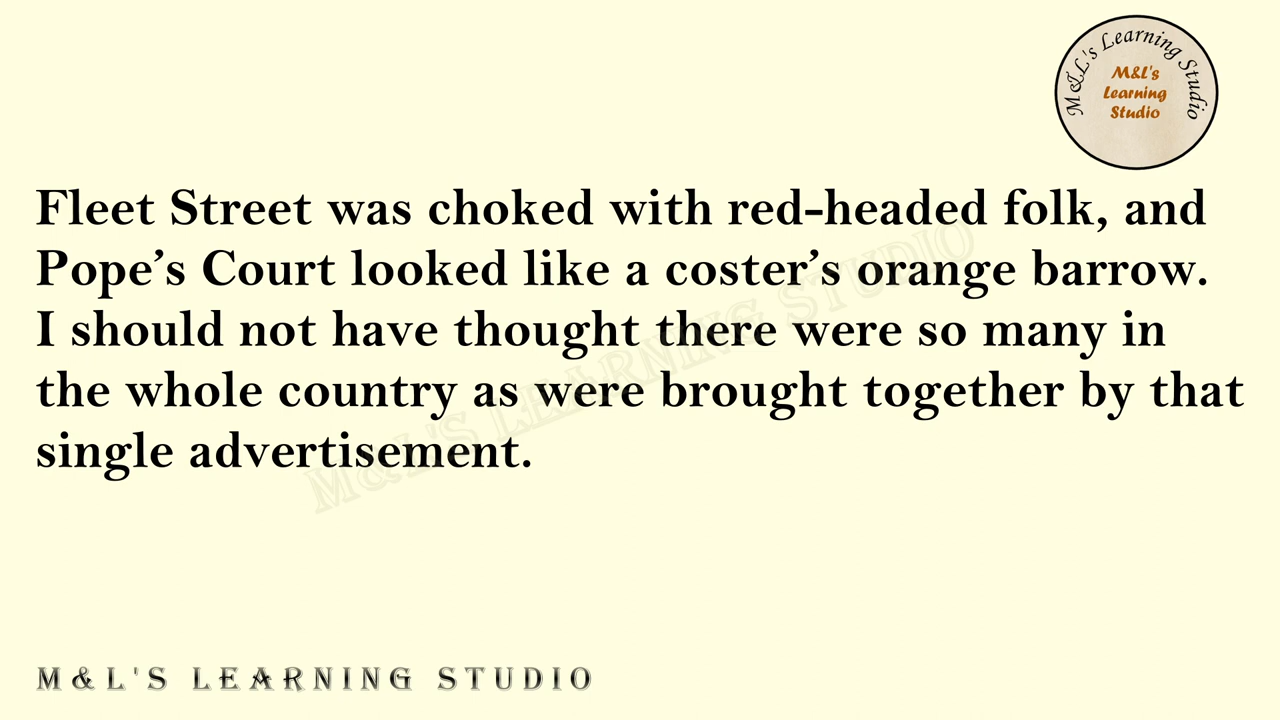 M&L's Learning Studio
M&L's
Learning
Studio
Fleet Street was choked with red-headed folk, and
Pope’s Court looked like a coster’s orange barrow.
I should not have thought there were so many in
the whole country as were brought together by that
single advertisement.
M&L'S LEARNING STUDIO
M&L'S LEARNING STUDIO